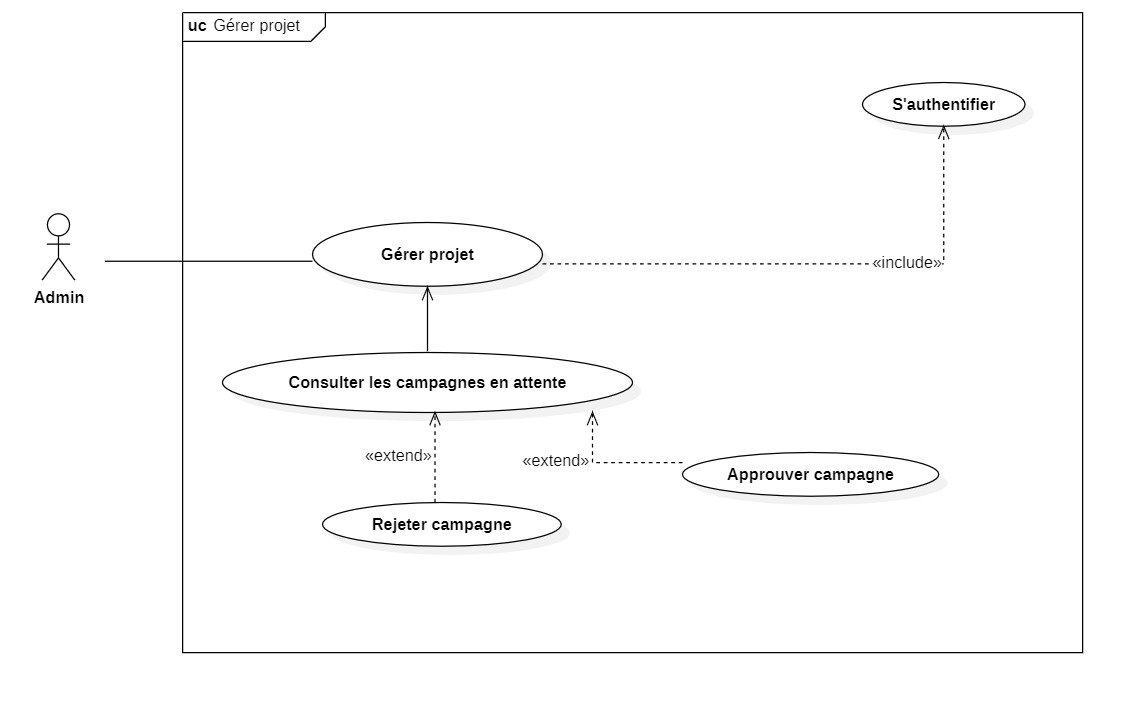 uc Gérer projet
S'authentifier
Gérer projet
«include»
Admin
Consulter les campagnes en attente
«extend»
«extend»
Approuver campagne
Rejeter campagne